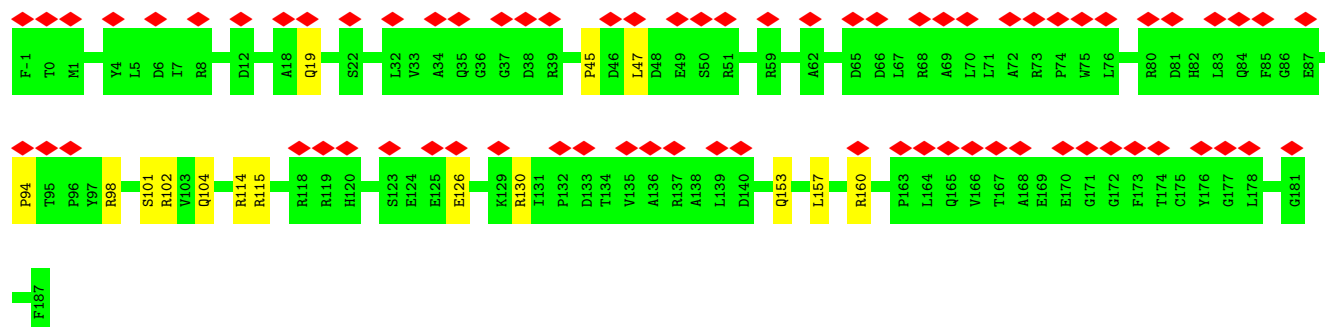 F-1 T0 M1 Y4 L5 D6 I7 R8 D12 A18 Q19 S22 L32 V33 A34 Q35 G36 G37 D38 R39 P45 D46 L47 D48 E49 S50 R51 R59 A62 D65 D66 L67 R68 A69 L70 L71 A72 R73 P74 W75 L76 R80 D81 H82 L83 Q84 F85 G86 E87
P94 T95 P96 Y97 R98 S101 R102 V103 Q104 R114 R115 R118 R119 H120 S123 E124 E125 E126 K129 R130 I131 P132 D133 T134 V135 A136 R137 A138 L139 D140 Q153 L157 R160 P163 L164 Q165 V166 T167 A168 E169 E170 G171 G172 F173 T174 C175 Y176 G177 L178 G181
F187